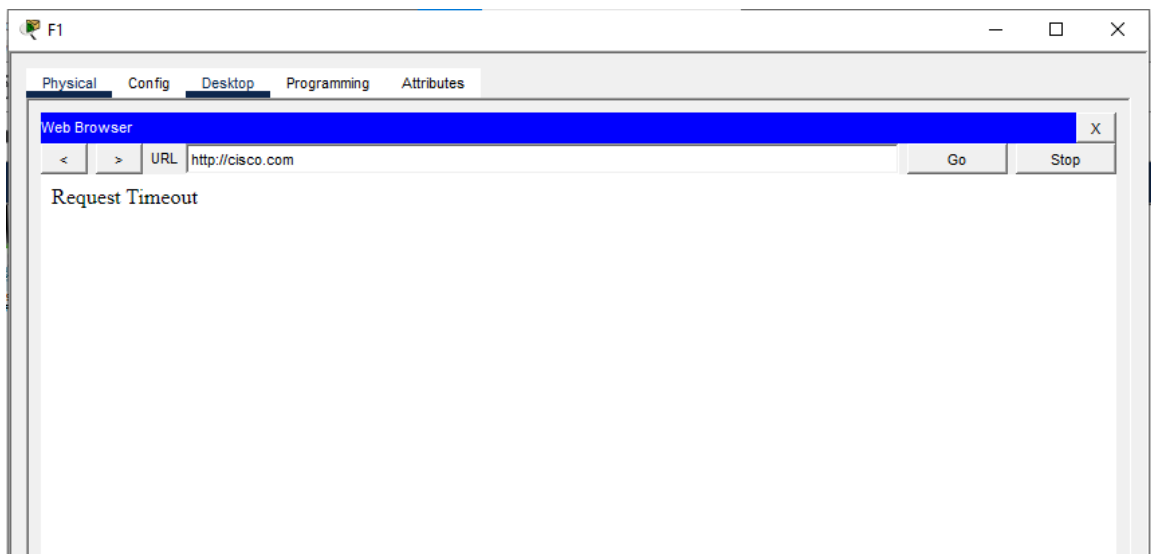 F1
Physical Config Desktop Programming Attributes
Web Browser X
< > URL http://cisco.com Go Stop
Request Timeout